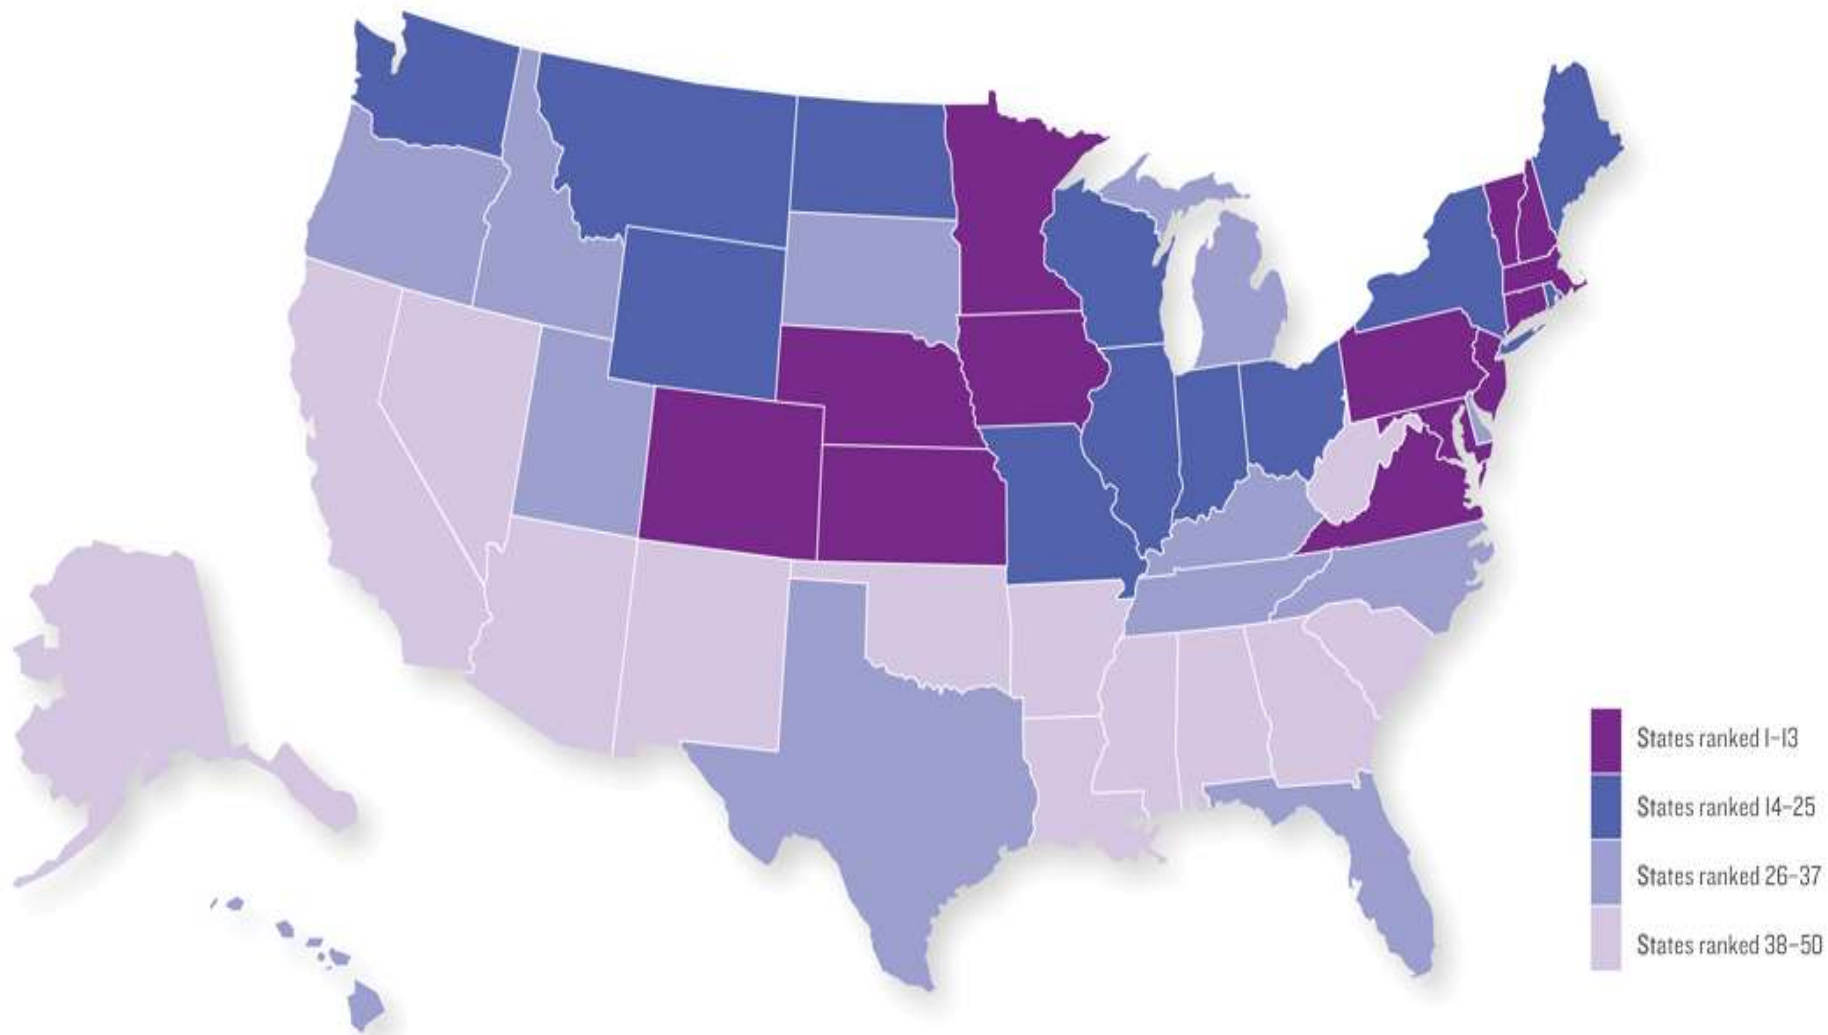 States ranked 1-13
States ranked 14-25
States ranked 26-37
States ranked 38-50